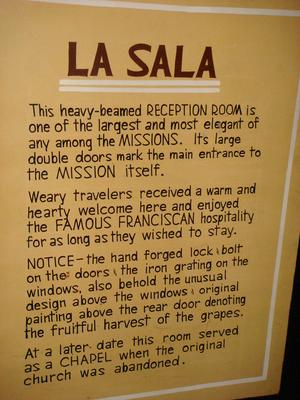 LA SALA
This heavy-beamed RECEPTION ROOM is
one of the largest and most elegant of
any among the MISSIONS. Its large
double doors mark the main entrance to
the MISSION itself.
Weary travelers received a warm and
hearty welcome here and enjoyed
the FAMOUS FRANCISCAN hospitality
for as long as they wished to stay.
NOTICE-the hand forged lock & bolt
on the doors & the iron grating on the
windows, also behold the unusual
design above the windows & original
painting above the rear door denoting
the fruitful harvest of the grapes.
At a later date this room served
as a CHAPEL when the original
church was abandoned.